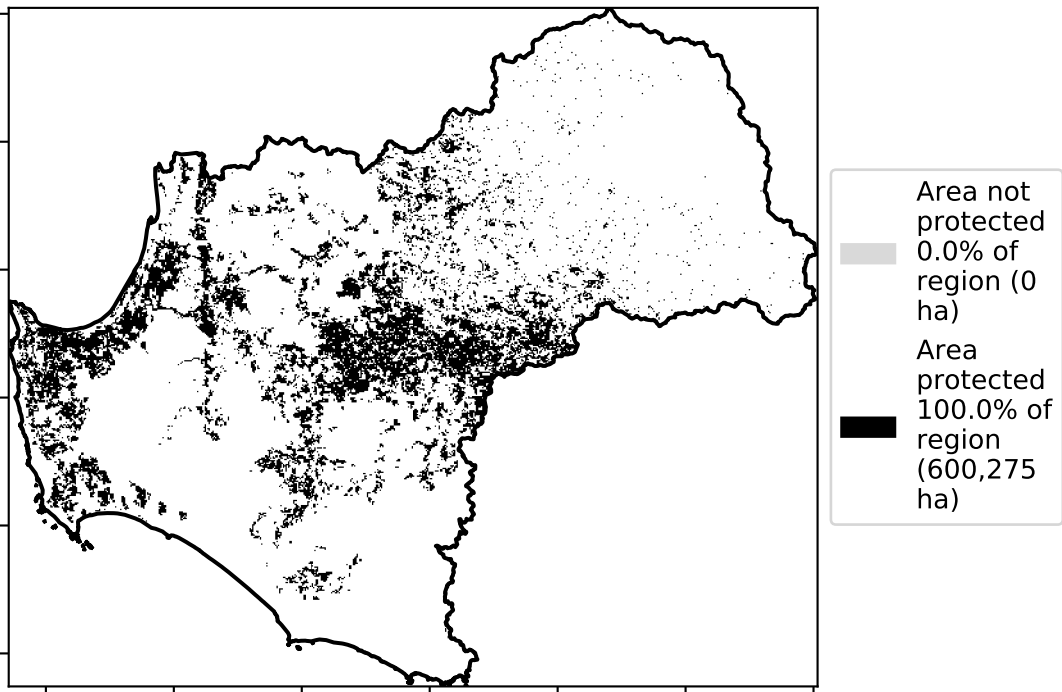 Area not
protected
0.0% of
region (0
ha)
Area
protected
100.0% of
region
(600,275
ha)